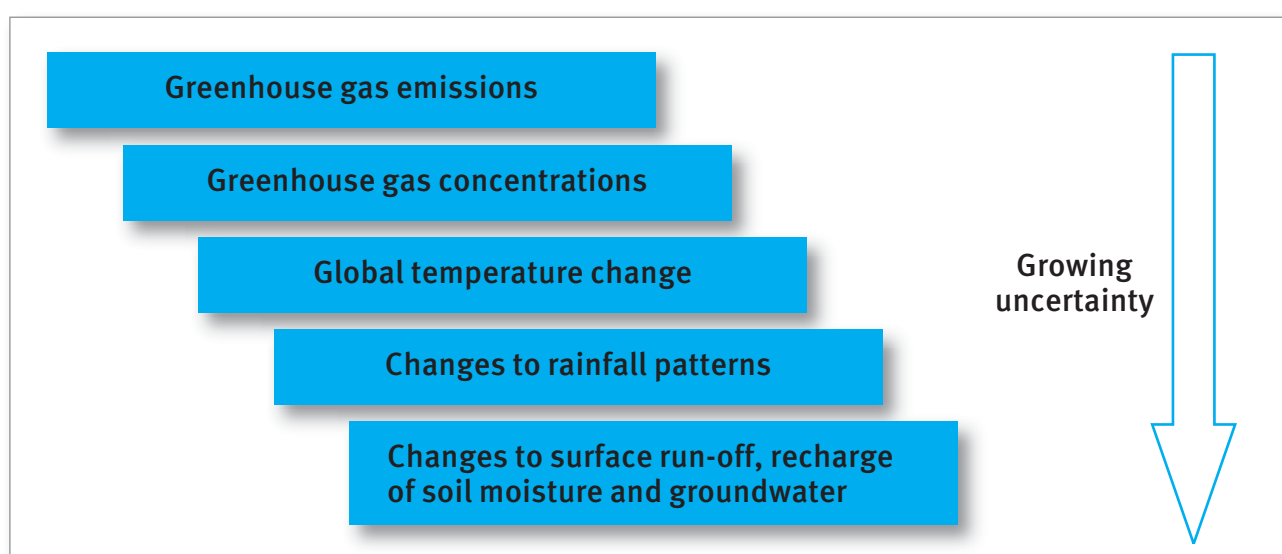 Greenhouse gas emissions
Greenhouse gas concentrations
Global temperature change
Growing
uncertainty
Changes to rainfall patterns
Changes to surface run-off, recharge
of soil moisture and groundwater